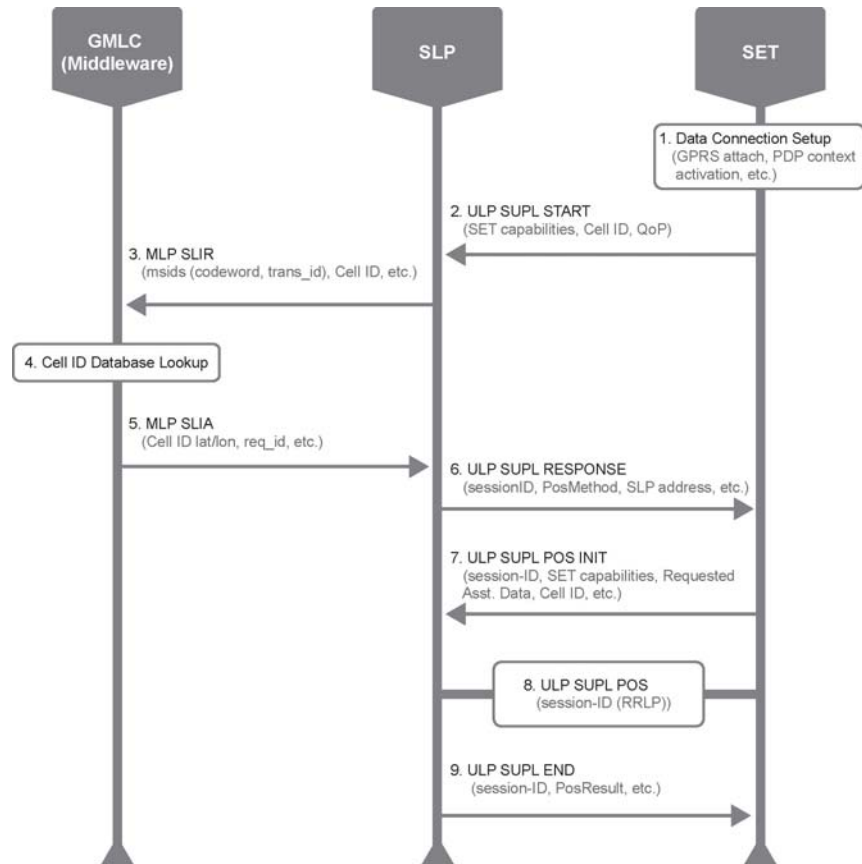 GMLC
(Middleware)
SLP
SET
1. Data Connection Setup
(GPRS attach, PDP context
activation, etc.)
2. ULP SUPL START
(SET capabilities, Cell ID, QoP)
3. MLP SLIR
(msids (codeword, trans_id), Cell ID, etc.)
4. Cell ID Database Lookup
5. MLP SLIA
(Cell ID lat/lon, req_id, etc.)
6. ULP SUPL RESPONSE
(sessionID, PosMethod, SLP address, etc.)
7. ULP SUPL POS INIT
(session-ID, SET capabilities, Requested
Asst. Data, Cell ID, etc.)
8. ULP SUPL POS
(session-ID (RRLP))
9. ULP SUPL END
(session-ID, PosResult, etc.)